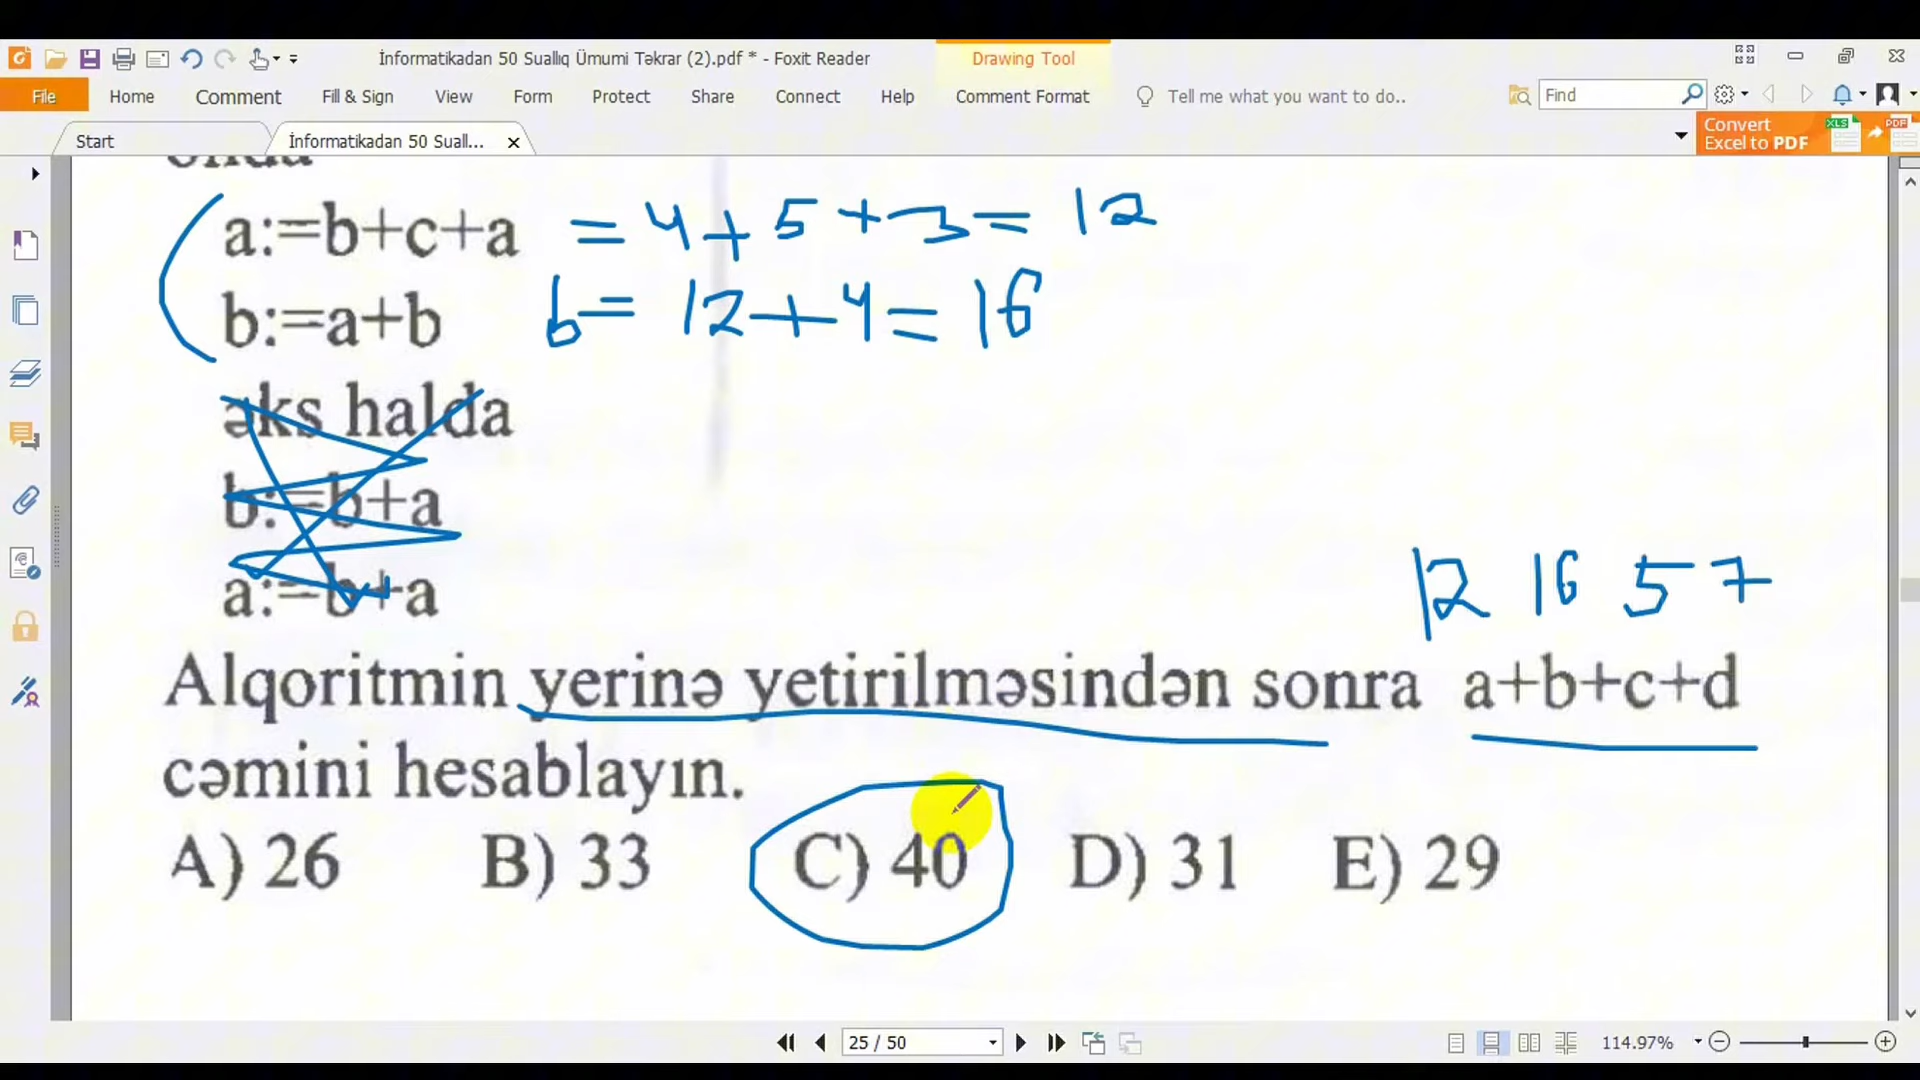 İnformatikadan 50 Suallıq Ümumi Təkrar (2).pdf * - Foxit Reader
Drawing Tool
File Home Comment Fill & Sign View Form Protect Share Connect Help Comment Format Tell me what you want to do.. Find
Start İnformatikadan 50 Suall...
Convert
Excel to PDF
XLS PDF
onda
a:=b+c+a = 4+5+3= 12
b:=a+b b= 12+4= 16
əks halda
b:=b+a
a:=b+a
12 16 5 7
Alqoritmin yerinə yetirilməsindən sonra a+b+c+d
cəmini hesablayın.
A) 26 B) 33 C) 40 D) 31 E) 29
25 / 50
114.97%